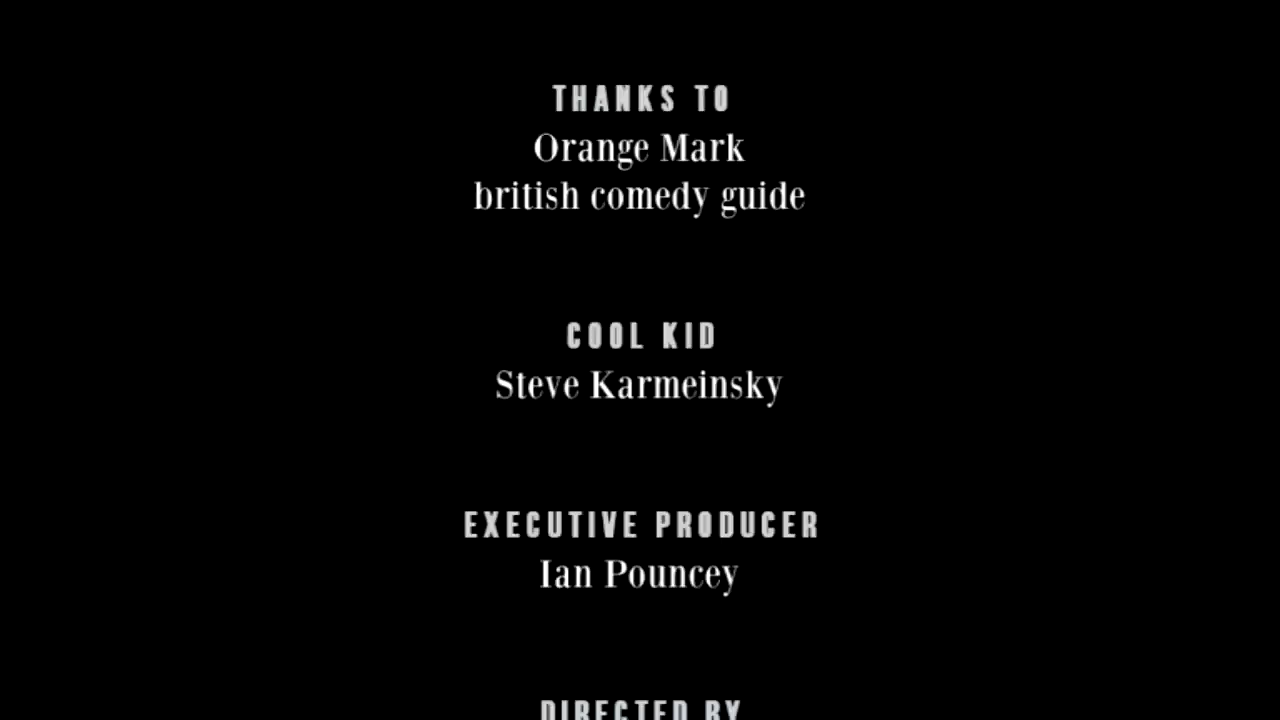 THANKS TO
Orange Mark
british comedy guide
COOL KID
Steve Karmeinsky
EXECUTIVE PRODUCER
Ian Pouncey
DIRECTED BY